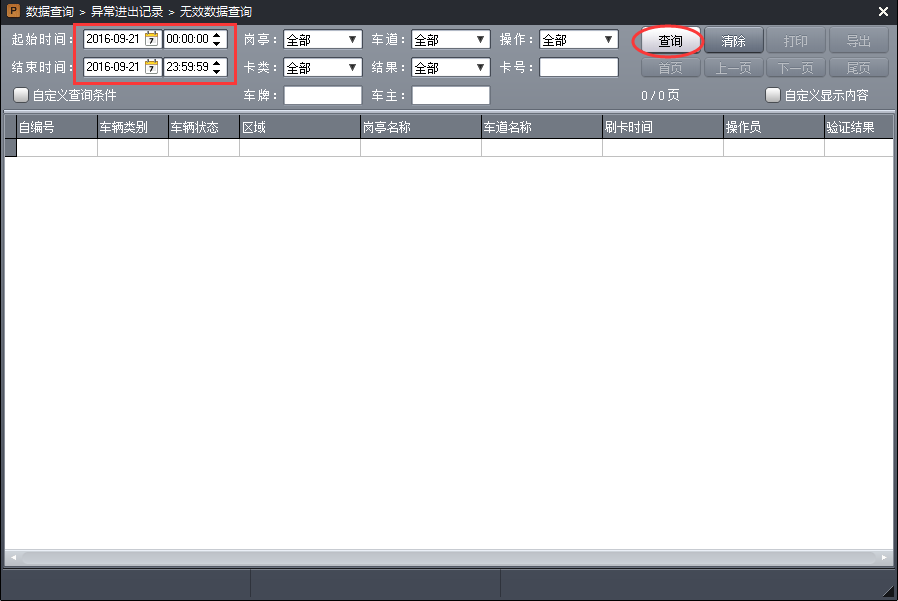 P 数据查询 > 异常进出记录 > 无效数据查询
起始时间: 2016-09-21 7 00:00:00 岗亭: 全部 车道: 全部 操作: 全部 查询 清除 打印 导出
结束时间: 2016-09-21 7 23:59:59 卡类: 全部 结果: 全部 卡号: 首页 上一页 下一页 尾页
自定义查询条件 车牌: 车主: 0/0页 自定义显示内容
自编号 车辆类别 车辆状态 区域 岗亭名称 车道名称 刷卡时间 操作员 验证结果